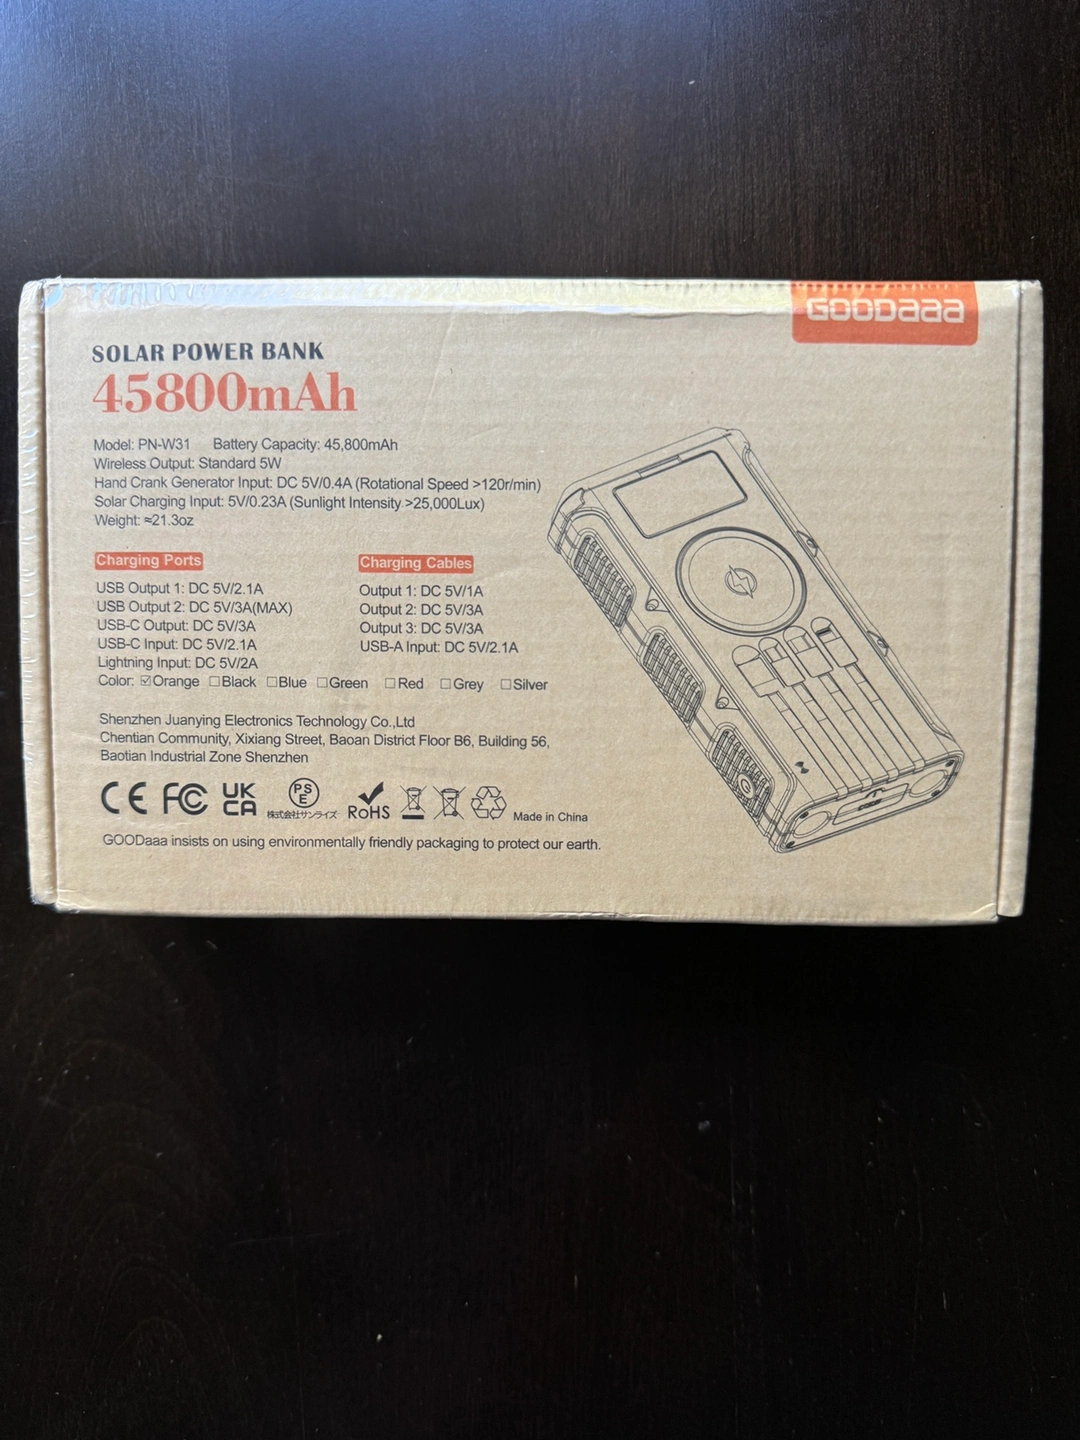 GOODaaa
SOLAR POWER BANK
45800mAh
Model: PN-W31 Battery Capacity: 45,800mAh
Wireless Output: Standard 5W
Hand Crank Generator Input: DC 5V/0.4A (Rotational Speed >120r/min)
Solar Charging Input: 5V/0.23A (Sunlight Intensity >25,000Lux)
Weight: ≈21.3oz
Charging Ports
USB Output 1: DC 5V/2.1A
USB Output 2: DC 5V/3A(MAX)
USB-C Output: DC 5V/3A
USB-C Input: DC 5V/2.1A
Lightning Input: DC 5V/2A
Charging Cables
Output 1: DC 5V/1A
Output 2: DC 5V/3A
Output 3: DC 5V/3A
USB-A Input: DC 5V/2.1A
Color: ☑Orange ☐Black ☐Blue ☐Green ☐Red ☐Grey ☐Silver
Shenzhen Juanying Electronics Technology Co.,Ltd
Chentian Community, Xixiang Street, Baoan District Floor B6, Building 56,
Baotian Industrial Zone Shenzhen
CE FC UK CA PSE RoHS
株式会社サンライズ
Made in China
GOODaaa insists on using environmentally friendly packaging to protect our earth.